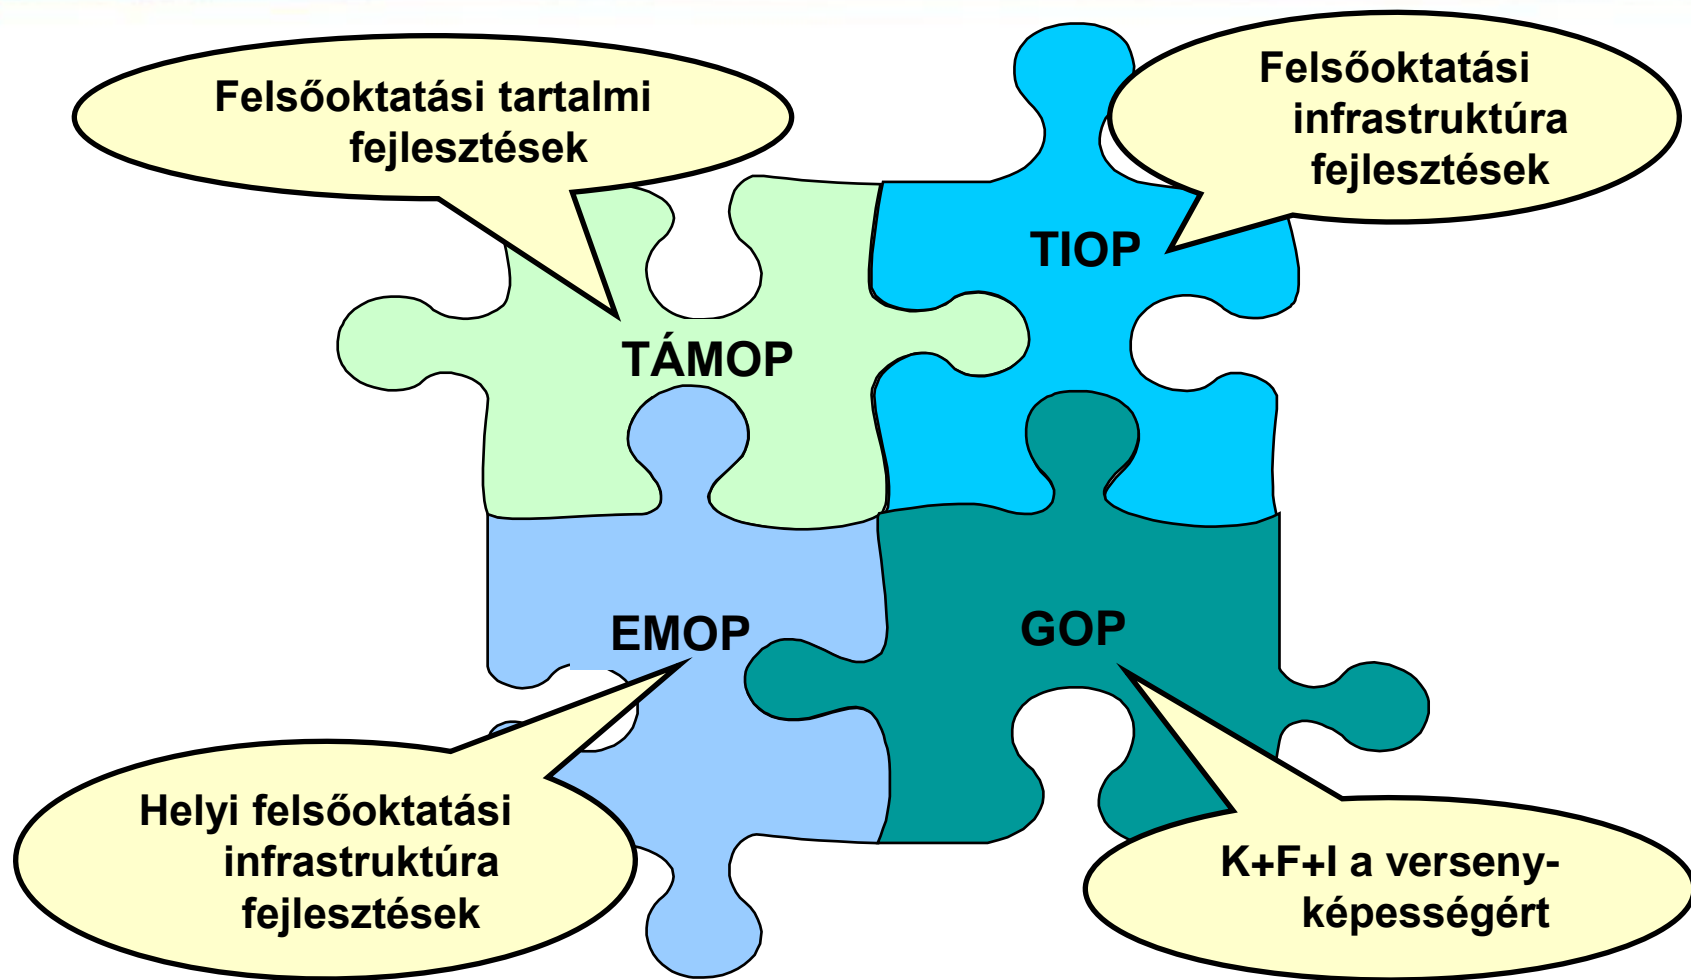 Felsőoktatási tartalmi
fejlesztések
Felsőoktatási
infrastruktúra
fejlesztések
TIOP
TÁMOP
EMOP
GOP
Helyi felsőoktatási
infrastruktúra
fejlesztések
K+F+I a verseny-
képességért